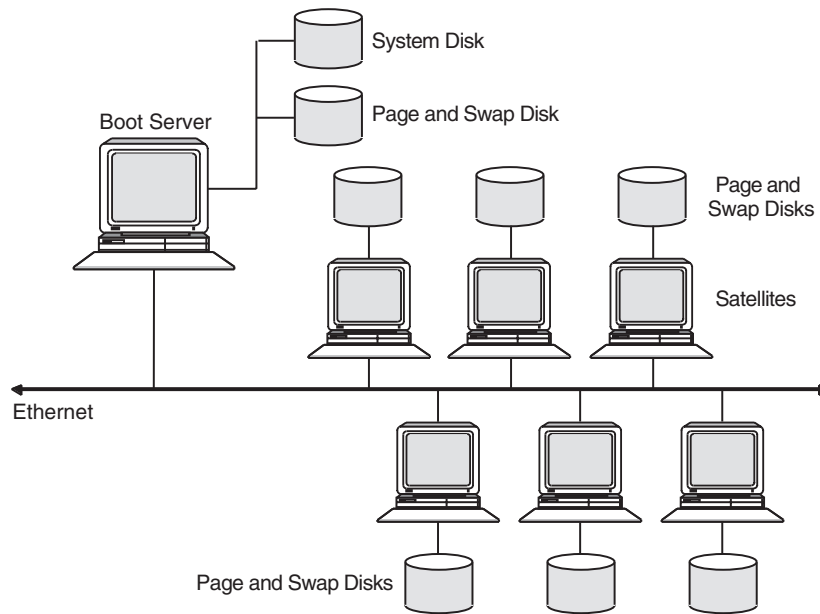 System Disk
Page and Swap Disk
Boot Server
Page and
Swap Disks
Satellites
Ethernet
Page and Swap Disks